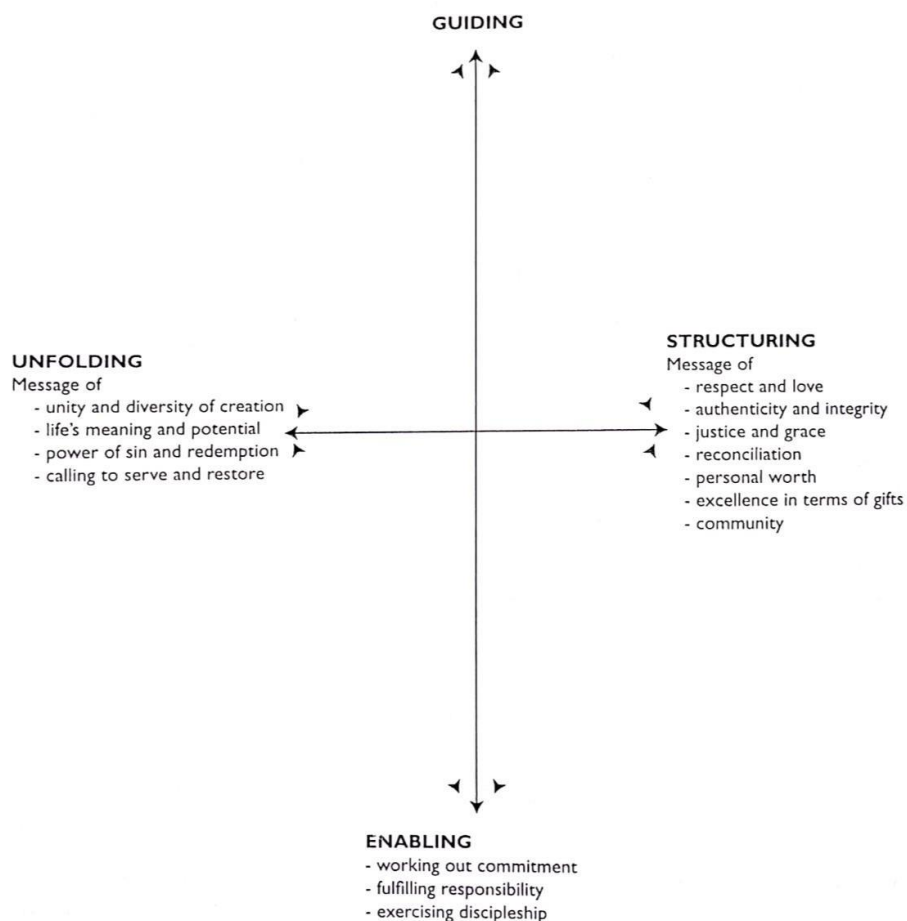 GUIDING
UNFOLDING
Message of
- unity and diversity of creation
- life's meaning and potential
- power of sin and redemption
- calling to serve and restore
STRUCTURING
Message of
- respect and love
- authenticity and integrity
- justice and grace
- reconciliation
- personal worth
- excellence in terms of gifts
- community
ENABLING
- working out commitment
- fulfilling responsibility
- exercising discipleship